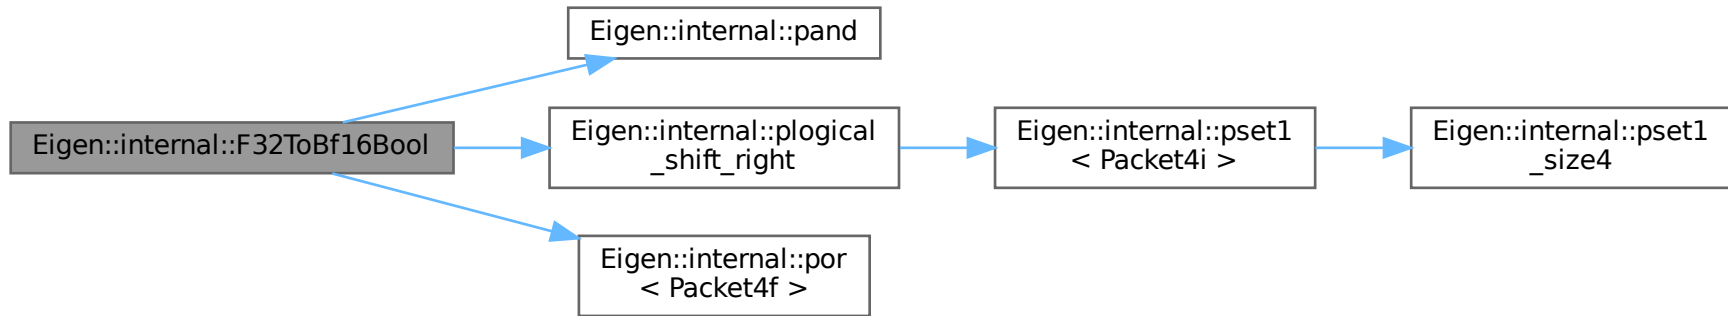 Eigen::internal::pand
Eigen::internal::F32ToBf16Bool
Eigen::internal::plogical
_shift_right
Eigen::internal::pset1
< Packet4i >
Eigen::internal::pset1
_size4
Eigen::internal::por
< Packet4f >